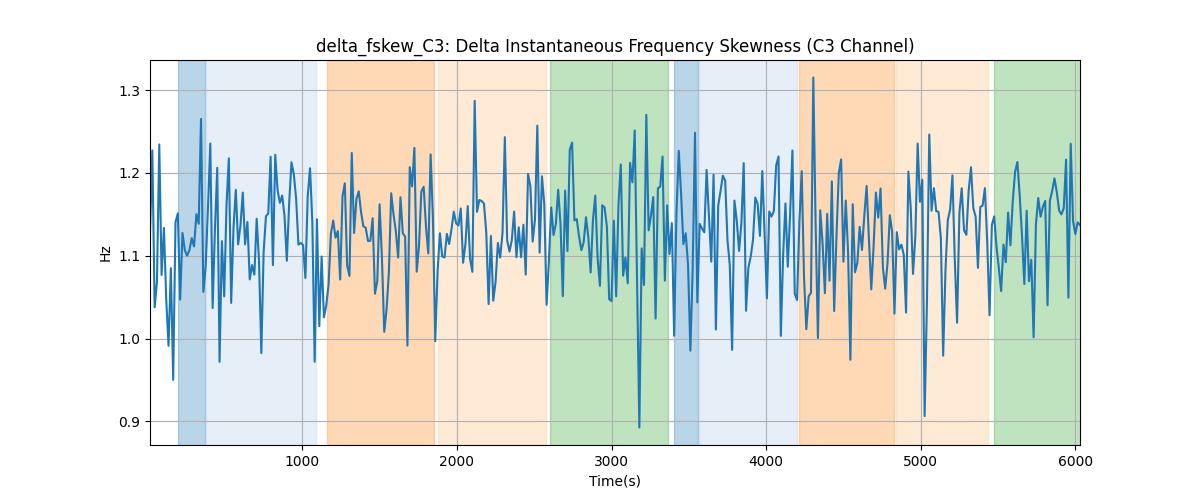 delta_fskew_C3: Delta Instantaneous Frequency Skewness (C3 Channel)
1.3
1.2
1.1
1.0
0.9
Hz
1000 2000 3000 4000 5000 6000
Time(s)